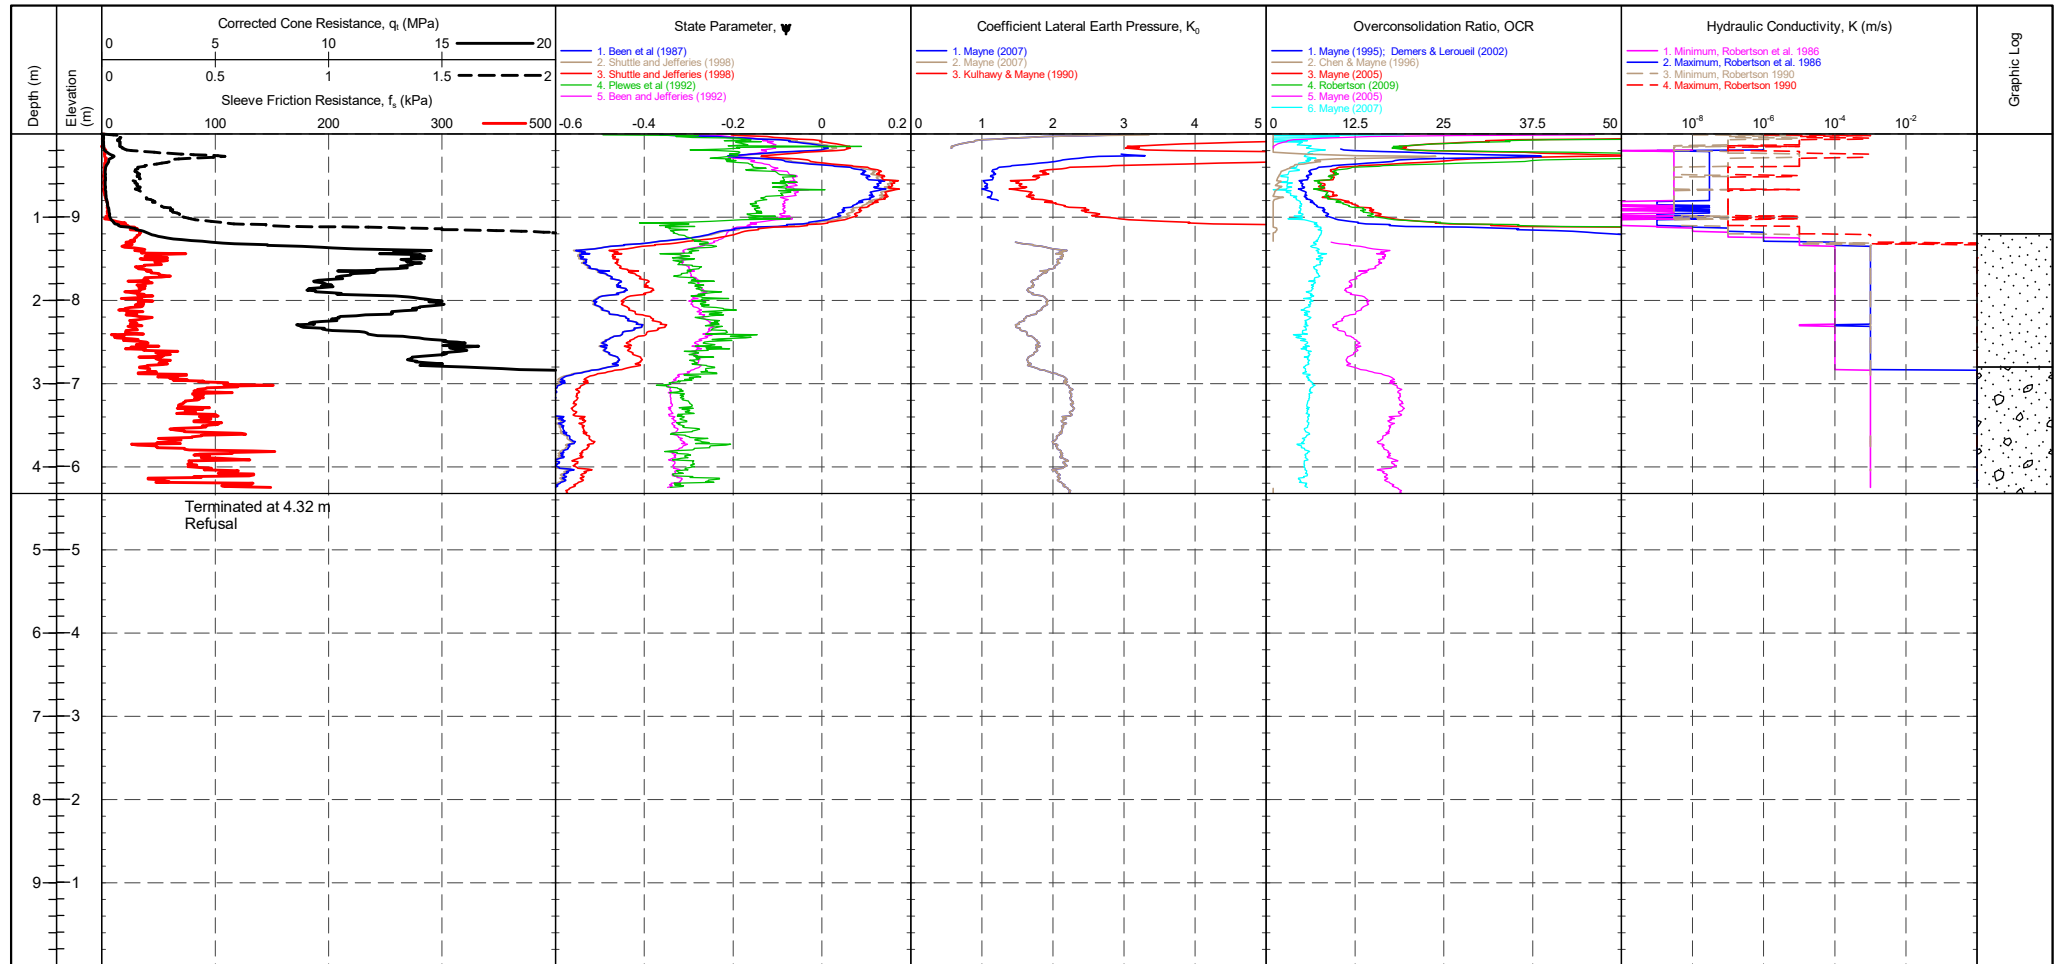 Corrected Cone Resistance, qt (MPa)
0 5 10 15 20
0 0.5 1 1.5 2
Sleeve Friction Resistance, fs (kPa)
100 200 300 500
Depth (m)
Elevation (m)
State Parameter, ψ
1. Been et al (1987)
2. Shuttle and Jefferies (1998)
3. Shuttle and Jefferies (1998)
4. Plewes et al (1992)
5. Been and Jefferies (1992)
-0.6 -0.4 -0.2 0 0.2
Coefficient Lateral Earth Pressure, K0
1. Mayne (2007)
2. Mayne (2007)
3. Kulhawy & Mayne (1990)
0 1 2 3 4 5
Overconsolidation Ratio, OCR
1. Mayne (1995); Demers & Leroueil (2002)
2. Chen & Mayne (1996)
3. Mayne (2005)
4. Robertson (2009)
5. Mayne (2005)
6. Mayne (2007)
0 12.5 25 37.5 50
Hydraulic Conductivity, K (m/s)
1. Minimum, Robertson et al. 1986
2. Maximum, Robertson et al. 1986
3. Minimum, Robertson 1990
4. Maximum, Robertson 1990
10-8 10-6 10-4 10-2
Graphic Log
1 9
2 8
3 7
4 6
Terminated at 4.32 m
Refusal
5 5
6 4
7 3
8 2
9 1